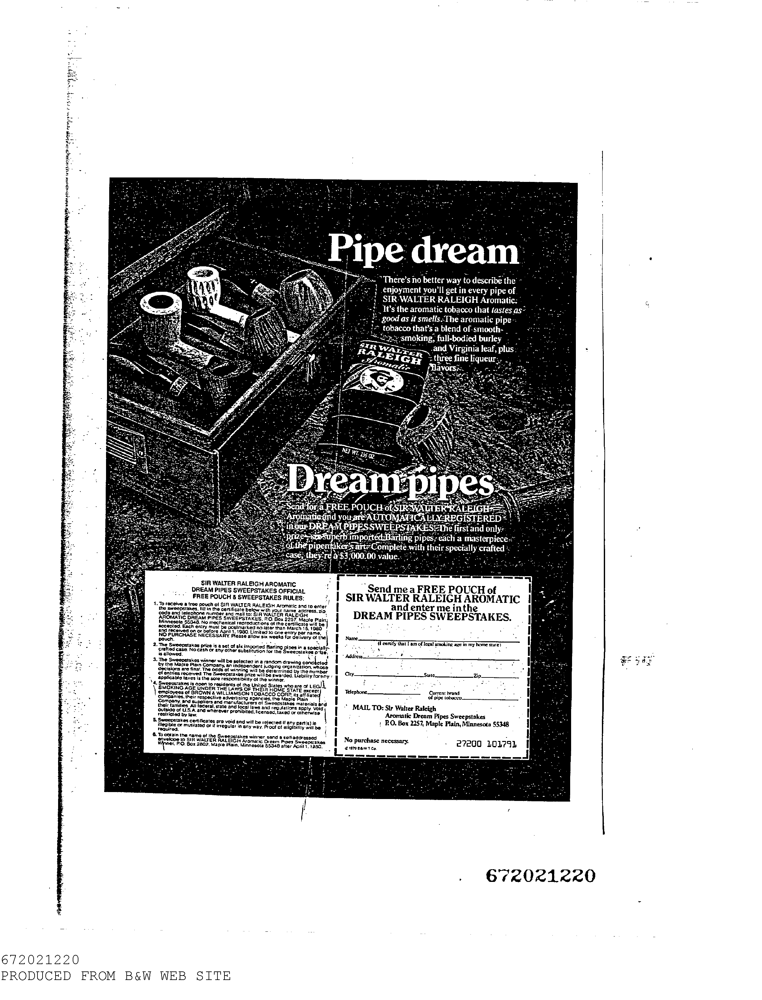 Pipe dream
There's no better way to describe the
enjoyment you'll get in every pipe of
SIR WALTER RALEIGH Aromatic.
It's the aromatic tobacco that tastes as
good as it smells. The aromatic pipe
tobacco that's a blend of smooth-
smoking, full-bodied burley
and Virginia leaf, plus
three fine liqueur
flavors.
SIR WALTER
RALEIGH
Aromatic
NET WT. 1½ OZ
Dream pipes
Send for a FREE POUCH of SIR WALTER RALEIGH
Aromatic and you are AUTOMATICALLY REGISTERED
in our DREAM PIPES SWEEPSTAKES. The first and only
prize—six superb imported Barling pipes, each a masterpiece
of the pipemaker's art. Complete with their specially crafted
case, they're a $3,000.00 value.
SIR WALTER RALEIGH AROMATIC
DREAM PIPES SWEEPSTAKES OFFICIAL
FREE POUCH & SWEEPSTAKES RULES:
1. To receive a free pouch of SIR WALTER RALEIGH Aromatic and to enter
the sweepstakes, fill in the certificate below with your name, address, zip
code and telephone number and mail to: SIR WALTER RALEIGH
AROMATIC DREAM PIPES SWEEPSTAKES, P.O. Box 2257, Maple Plain,
Minnesota 55348. No mechanical reproductions of the certificate will be
accepted. Each entry must be postmarked no later than March 15, 1980
and received on or before April 1, 1980. Limited to one entry per name.
NO PURCHASE NECESSARY. Please allow six weeks for delivery of the
pouch.
2. The Sweepstakes prize is a set of six imported Barling pipes in a specially-
crafted case. No cash or any other substitution for the Sweepstakes prize
is allowed.
3. The Sweepstakes winner will be selected in a random drawing conducted
by the Maple Plain Company, an independent judging organization, whose
decisions are final. The odds of winning will be determined by the number
of entries received. The Sweepstakes prize will be awarded. Liability for any
applicable taxes is the sole responsibility of the winner.
4. Sweepstakes is open to residents of the United States who are of LEGAL
SMOKING AGE UNDER THE LAWS OF THEIR HOME STATE except
employees of BROWN & WILLIAMSON TOBACCO CORP, its affiliated
companies, their respective advertising agencies, the Maple Plain
Company and suppliers and manufacturers of Sweepstakes materials and
their families. All federal, state and local laws and regulations apply. Void
outside of U.S.A. and wherever prohibited, licensed, taxed or otherwise
restricted by law.
5. Sweepstakes certificates are void and will be rejected if any part(s) is
illegible or mutilated or if irregular in any way. Proof of eligibility will be
required.
6. To obtain the name of the Sweepstakes winner send a self-addressed
envelope to SIR WALTER RALEIGH Aromatic Dream Pipes Sweepstakes
Winner, P.O. Box 2802, Maple Plain, Minnesota 55348 after April 1, 1980.
Send me a FREE POUCH of
SIR WALTER RALEIGH AROMATIC
and enter me in the
DREAM PIPES SWEEPSTAKES.
Name
(I certify that I am of legal smoking age in my home state)
Address
City State Zip
Telephone Current brand
of pipe tobacco
MAIL TO: Sir Walter Raleigh
Aromatic Dream Pipes Sweepstakes
P.O. Box 2257, Maple Plain, Minnesota 55348
No purchase necessary.
© 1979 B&W T Co.
27200 101791
672021220
672021220
PRODUCED FROM B&W WEB SITE